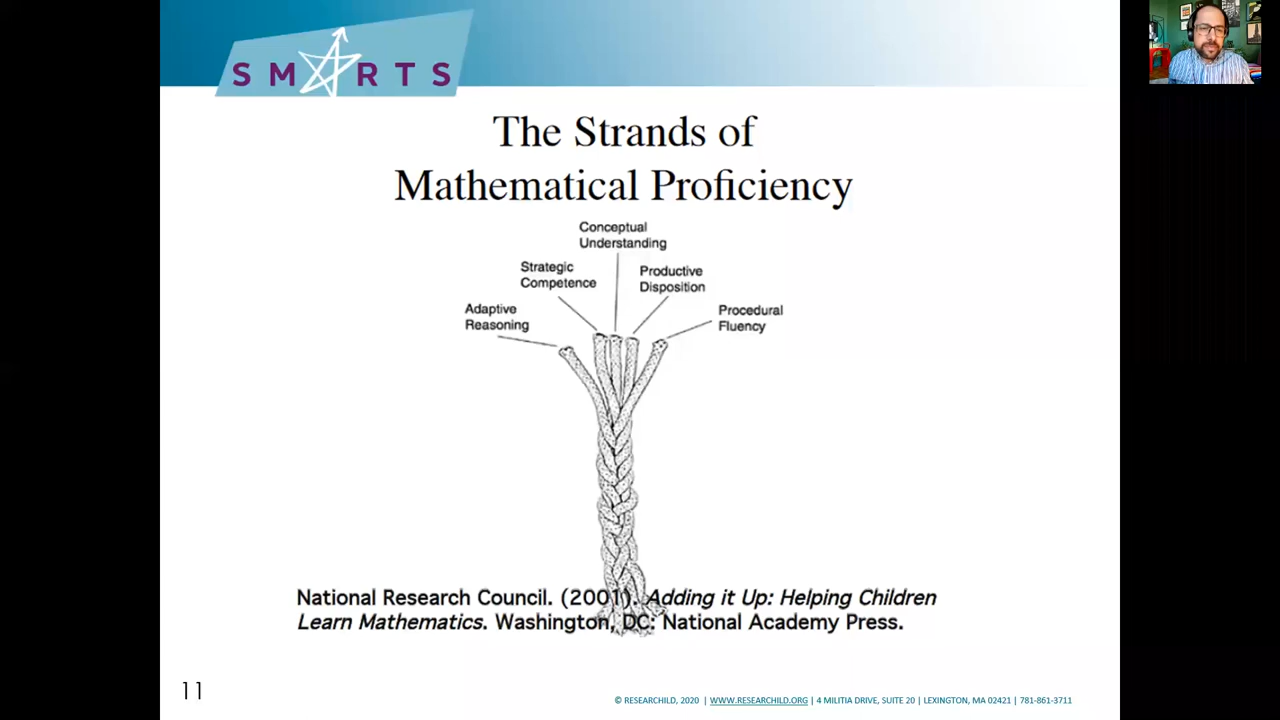 SMARTS
The Strands of
Mathematical Proficiency
Conceptual
Understanding
Strategic
Competence
Productive
Disposition
Adaptive
Reasoning
Procedural
Fluency
National Research Council. (2001). Adding it Up: Helping Children
Learn Mathematics. Washington, DC: National Academy Press.
11
© RESEARCHILD, 2020 | WWW.RESEARCHILD.ORG | 4 MILITIA DRIVE, SUITE 20 | LEXINGTON, MA 02421 | 781-861-3711